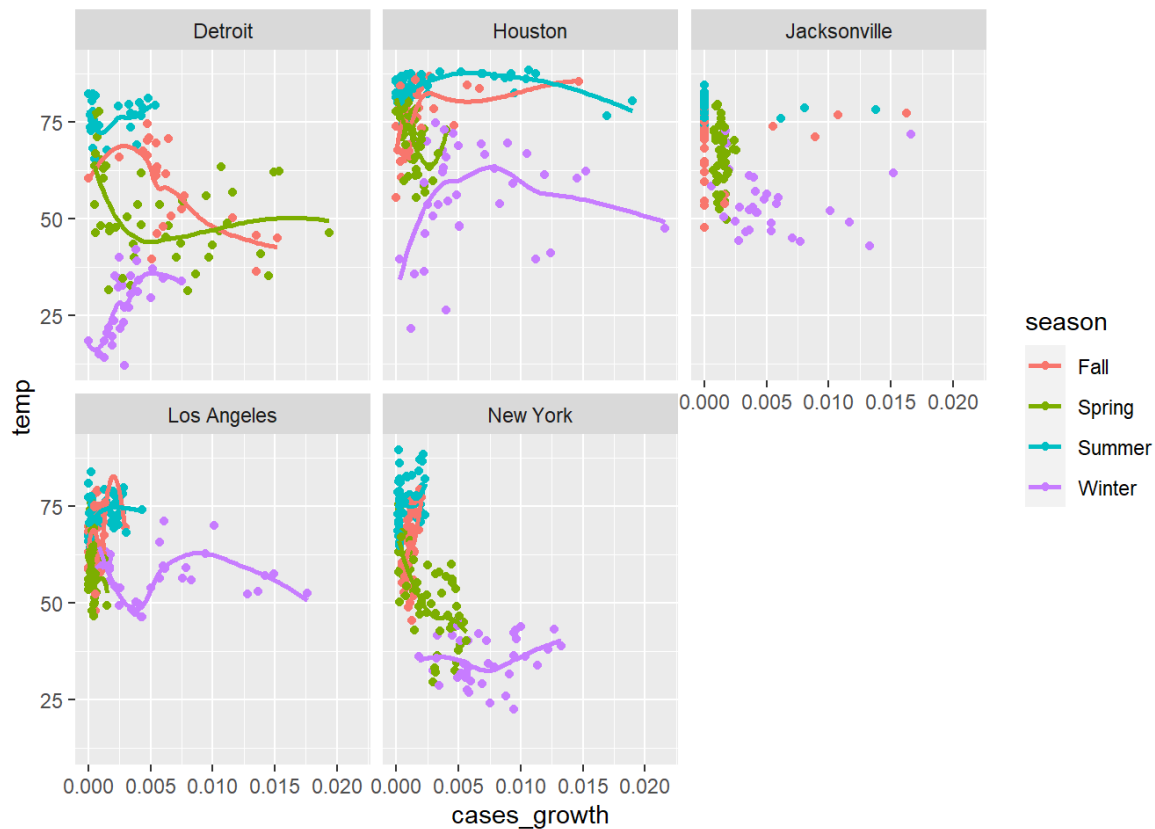 Detroit Houston Jacksonville
75
50
25
0.000 0.005 0.010 0.015 0.020
Los Angeles New York
75
50
25
0.000 0.005 0.010 0.015 0.020 0.000 0.005 0.010 0.015 0.020
temp
cases_growth
season
Fall
Spring
Summer
Winter